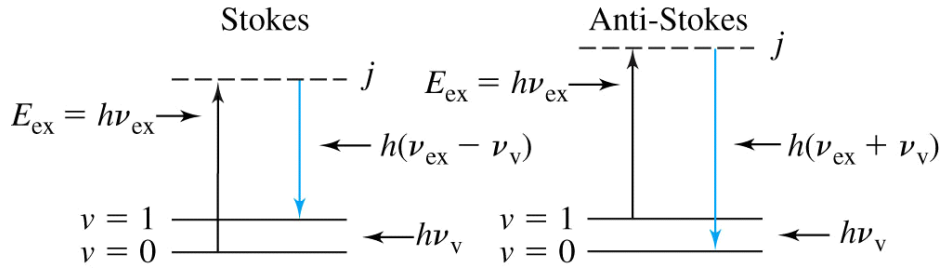 Stokes
j
E_ex = hν_ex
h(ν_ex − ν_v)
v = 1
v = 0
hν_v
Anti-Stokes
j
E_ex = hν_ex
h(ν_ex + ν_v)
v = 1
v = 0
hν_v